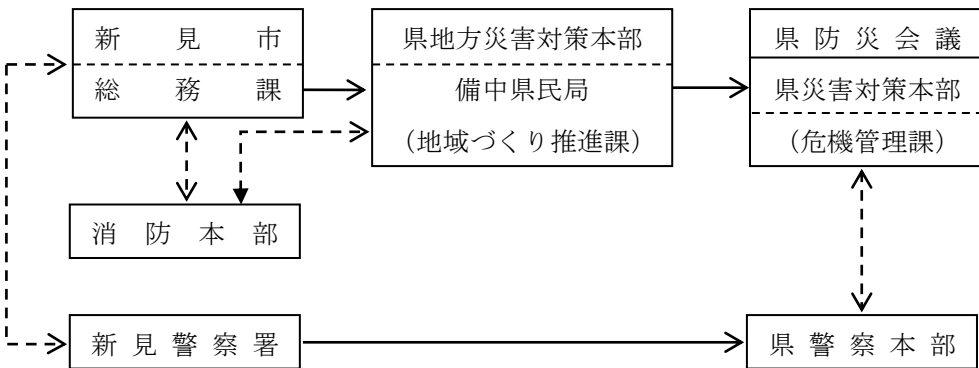 新見市
総務課
県地方災害対策本部
備中県民局
(地域づくり推進課)
県防災会議
県災害対策本部
(危機管理課)
消防本部
新見警察署
県警察本部